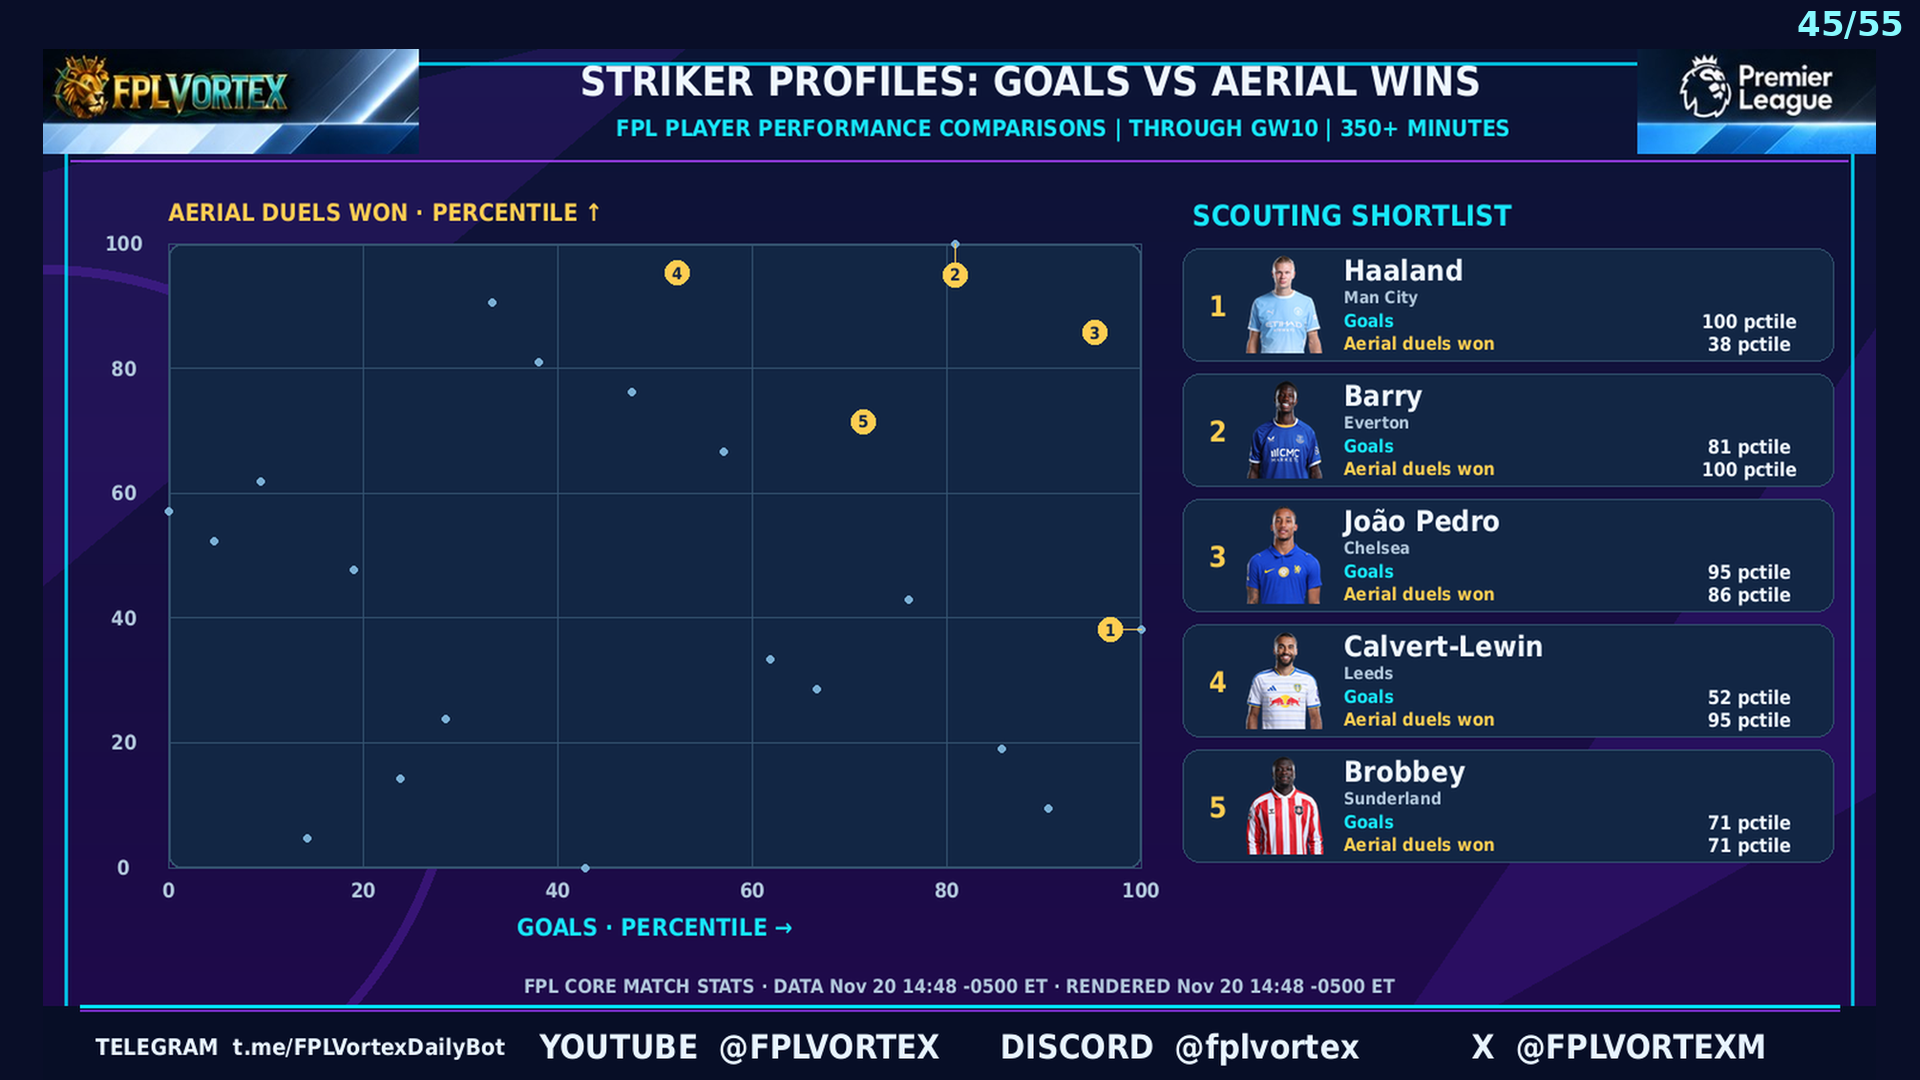 45/55
FPLVORTEX
STRIKER PROFILES: GOALS VS AERIAL WINS
FPL PLAYER PERFORMANCE COMPARISONS | THROUGH GW10 | 350+ MINUTES
Premier
League
AERIAL DUELS WON · PERCENTILE ↑
100
80
60
40
20
0
0
20
40
60
80
100
4
2
3
5
1
GOALS · PERCENTILE →
SCOUTING SHORTLIST
1
Haaland
Man City
Goals 100 pctile
Aerial duels won 38 pctile
2
Barry
Everton
Goals 81 pctile
Aerial duels won 100 pctile
3
João Pedro
Chelsea
Goals 95 pctile
Aerial duels won 86 pctile
4
Calvert-Lewin
Leeds
Goals 52 pctile
Aerial duels won 95 pctile
5
Brobbey
Sunderland
Goals 71 pctile
Aerial duels won 71 pctile
FPL CORE MATCH STATS · DATA Nov 20 14:48 -0500 ET · RENDERED Nov 20 14:48 -0500 ET
TELEGRAM t.me/FPLVortexDailyBot YOUTUBE @FPLVORTEX DISCORD @fplvortex X @FPLVORTEXM